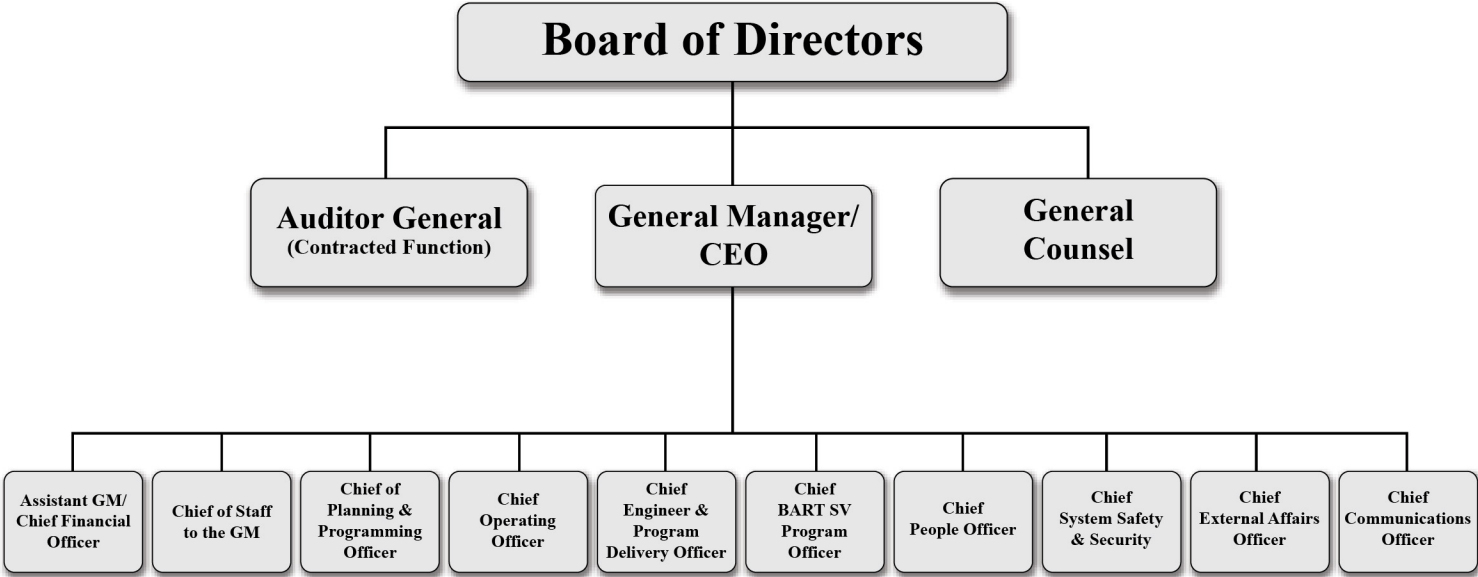 Board of Directors
Auditor General
(Contracted Function)
General Manager/
CEO
General
Counsel
Assistant GM/
Chief Financial
Officer
Chief of Staff
to the GM
Chief of
Planning &
Programming
Officer
Chief
Operating
Officer
Chief
Engineer &
Program
Delivery Officer
Chief
BART SV
Program
Officer
Chief
People Officer
Chief
System Safety
& Security
Chief
External Affairs
Officer
Chief
Communications
Officer